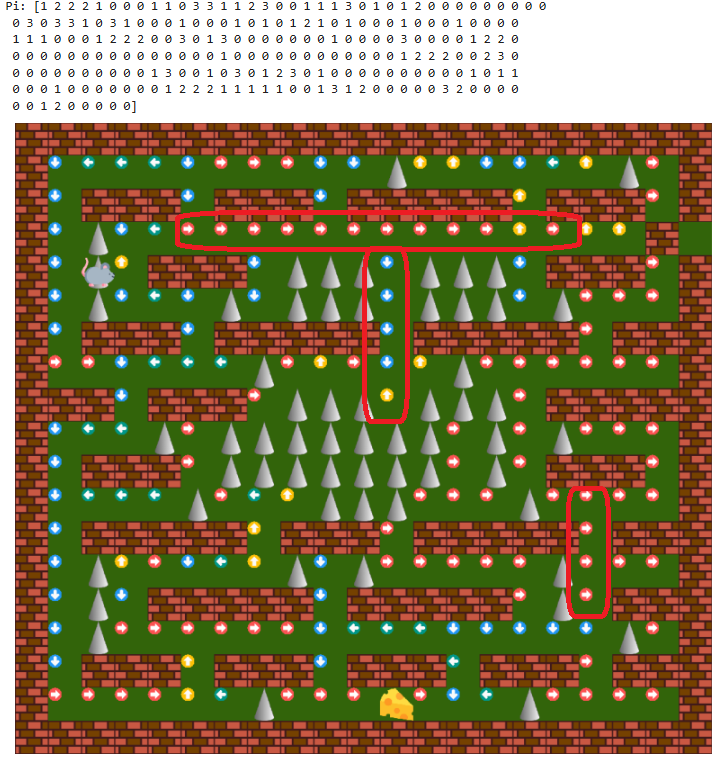 Pi: [1 2 2 2 1 0 0 0 1 1 0 3 3 1 1 2 3 0 0 1 1 1 3 0 1 0 1 2 0 0 0 0 0 0 0 0 0
0 3 0 3 3 1 0 3 1 0 0 0 1 0 0 0 1 0 1 0 1 2 1 0 1 0 0 0 1 0 0 0 1 0 0 0 0
1 1 1 0 0 0 1 2 2 2 0 0 3 0 1 3 0 0 0 0 0 0 0 1 0 0 0 0 3 0 0 0 0 1 2 2 0
0 0 0 0 0 0 0 0 0 0 0 0 0 0 0 1 0 0 0 0 0 0 0 0 0 0 0 0 1 2 2 2 0 0 2 3 0
0 0 0 0 0 0 0 0 0 0 1 3 0 0 1 0 3 0 1 2 3 0 1 0 0 0 0 0 0 0 0 0 0 1 0 1 1
0 0 0 1 0 0 0 0 0 0 0 1 2 2 2 1 1 1 1 1 0 0 1 3 1 2 0 0 0 0 0 3 2 0 0 0 0
0 0 1 2 0 0 0 0 0]